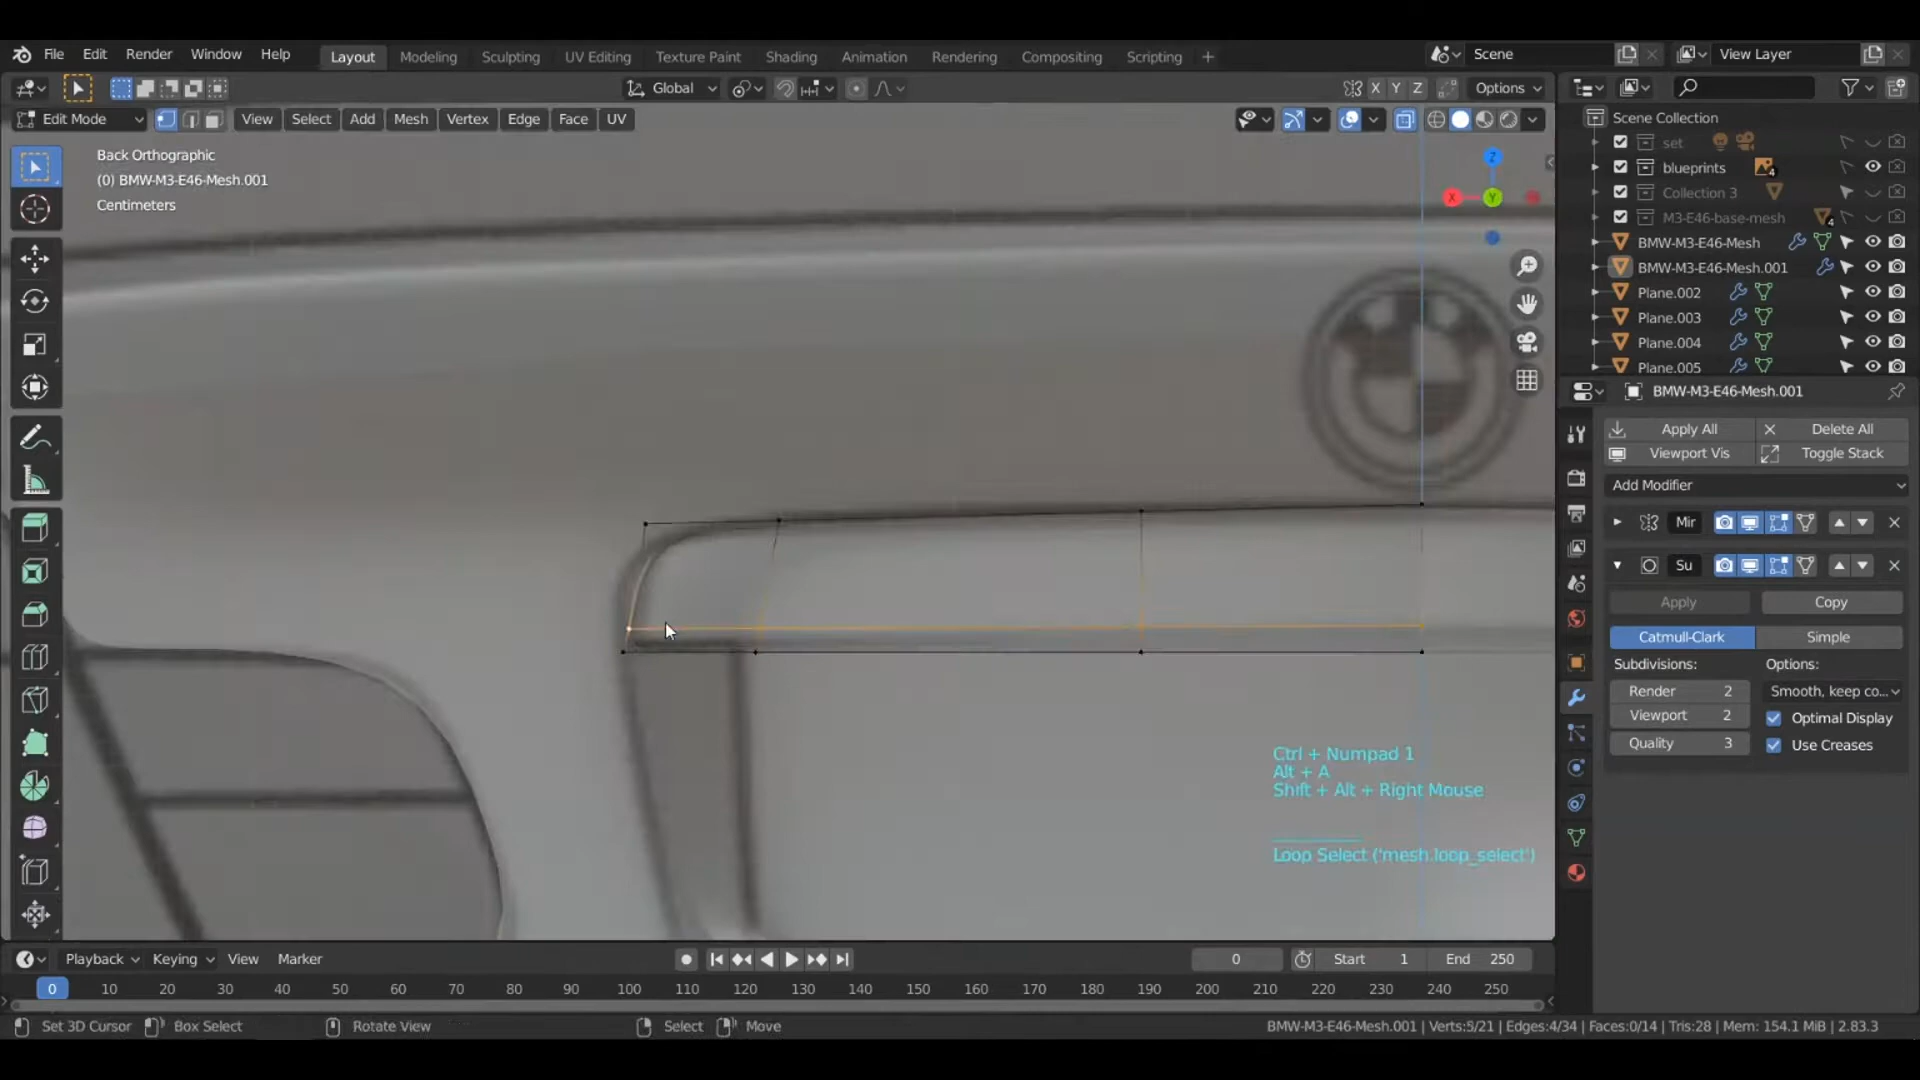 File Edit Render Window Help Layout Modeling Sculpting UV Editing Texture Paint Shading Animation Rendering Compositing Scripting + Scene View Layer
Global X Y Z Options
Edit Mode View Select Add Mesh Vertex Edge Face UV
Scene Collection
set
blueprints 4
Collection 3
M3-E46-base-mesh 4
BMW-M3-E46-Mesh
BMW-M3-E46-Mesh.001
Plane.002
Plane.003
Plane.004
Plane.005
Back Orthographic
(0) BMW-M3-E46-Mesh.001
Centimeters
Z
X
Y
BMW-M3-E46-Mesh.001
Apply All Delete All
Viewport Vis Toggle Stack
Add Modifier
Mir
Su
Apply Copy
Catmull-Clark Simple
Subdivisions: Options:
Render 2 Smooth, keep co...
Viewport 2 Optimal Display
Quality 3 Use Creases
Ctrl + Numpad 1
Alt + A
Shift + Alt + Right Mouse
Loop Select ('mesh.loop_select')
Playback Keying View Marker 0 Start 1 End 250
0 10 20 30 40 50 60 70 80 90 100 110 120 130 140 150 160 170 180 190 200 210 220 230 240 250
Set 3D Cursor Box Select Rotate View Select Move BMW-M3-E46-Mesh.001 | Verts:5/21 | Edges:4/34 | Faces:0/14 | Tris:28 | Mem: 154.1 MiB | 2.83.3